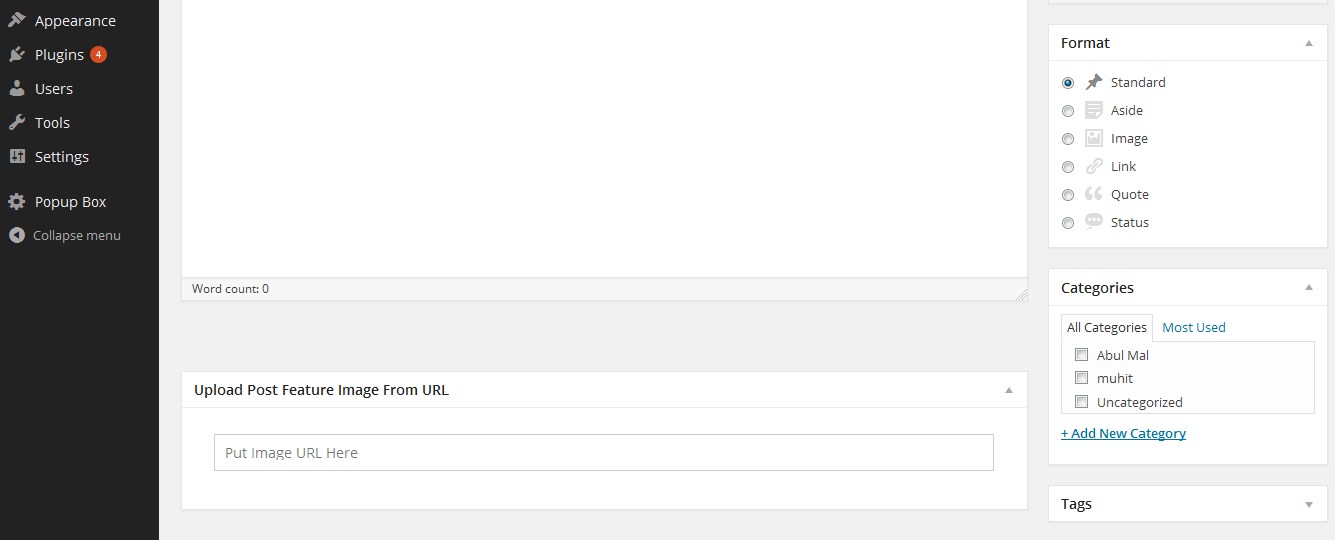 Appearance
Plugins 4
Users
Tools
Settings
Popup Box
Collapse menu
Word count: 0
Upload Post Feature Image From URL
Put Image URL Here
Format
Standard
Aside
Image
Link
Quote
Status
Categories
All Categories Most Used
Abul Mal
muhit
Uncategorized
+ Add New Category
Tags